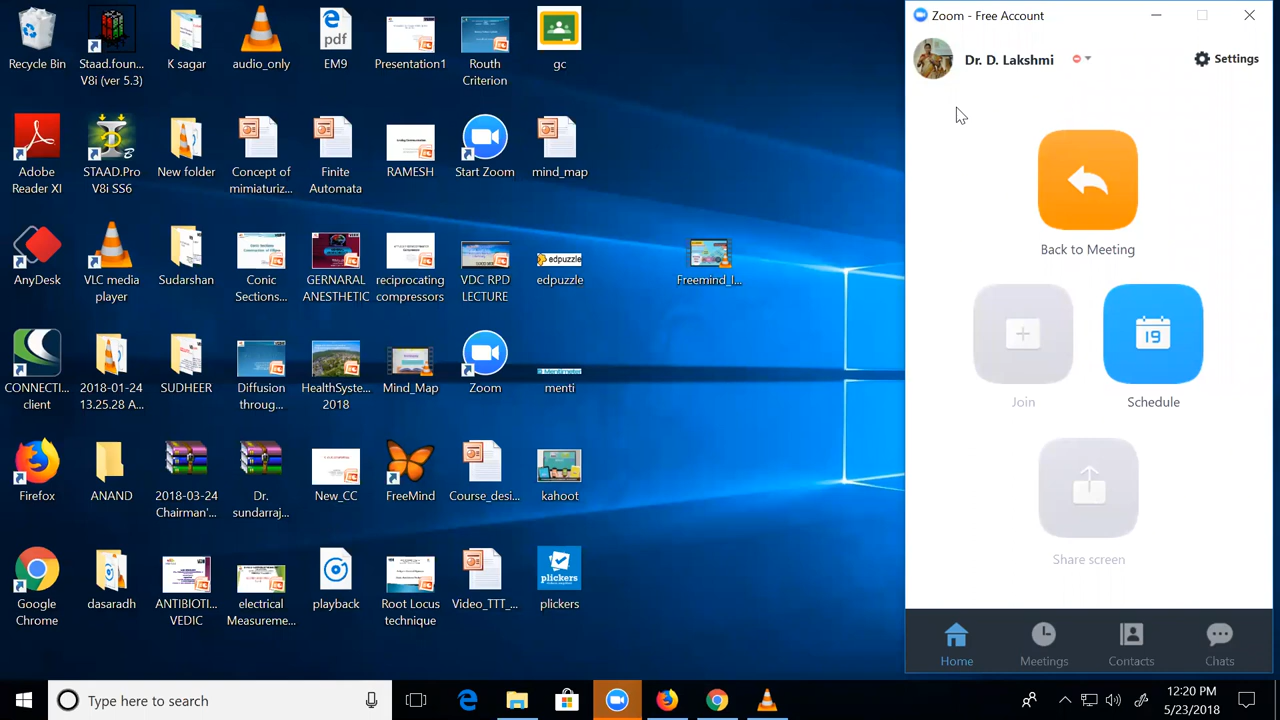 Recycle Bin
Staad.foun...
V8i (ver 5.3)
K sagar
audio_only
e
pdf
EM9
Presentation1
Routh
Criterion
gc
Adobe
Reader XI
STAAD.Pro
V8i SS6
New folder
Concept of
mimiaturiz...
Finite
Automata
RAMESH
Start Zoom
mind_map
AnyDesk
VLC media
player
Sudarshan
Conic
Sections...
GERNARAL
ANESTHETIC
reciprocating
compressors
VDC RPD
LECTURE
edpuzzle
edpuzzle
Freemind_I...
CONNECTI...
client
2018-01-24
13.25.28 A...
SUDHEER
Diffusion
throug...
HealthSyste...
2018
Mind_Map
Zoom
Mentimeter
menti
Firefox
ANAND
2018-03-24
Chairman'...
Dr.
sundarraj...
New_CC
FreeMind
Course_desi...
kahoot
Google
Chrome
dasaradh
ANTIBIOTI...
VEDIC
electrical
Measureme...
playback
Root Locus
technique
Video_TTT_...
plickers
plickers
Zoom - Free Account
Dr. D. Lakshmi
Settings
Back to Meeting
Join
19
Schedule
Share screen
Home
Meetings
Contacts
Chats
Type here to search
12:20 PM
5/23/2018